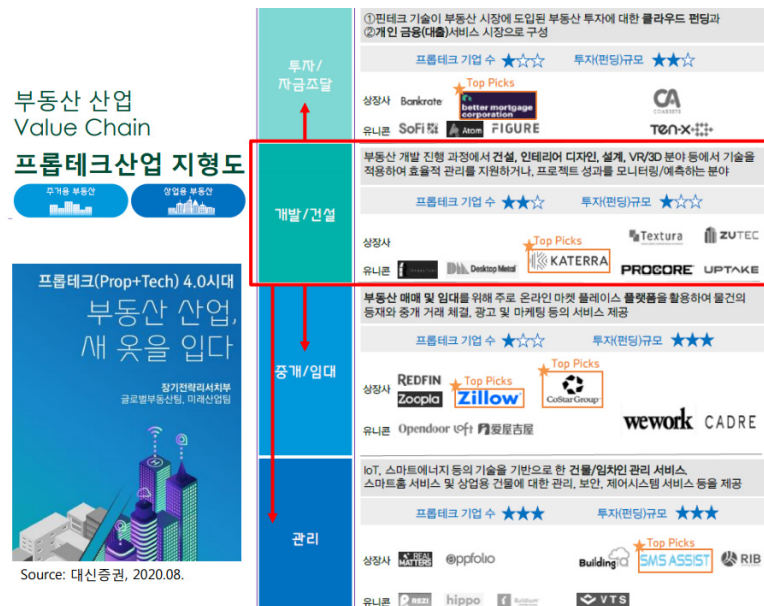 부동산 산업
Value Chain
프롭테크산업 지형도
주거용 부동산
상업용 부동산
프롭테크(Prop+Tech) 4.0시대
부동산 산업,
새 옷을 입다
장기전략리서치부
글로벌부동산팀, 미래산업팀
Source: 대신증권, 2020.08.
투자/
자금조달
①핀테크 기술이 부동산 시장에 도입된 부동산 투자에 대한 클라우드 펀딩과
②개인 금융(대출)서비스 시장으로 구성
프롭테크 기업 수 ★☆☆ 투자(펀딩)규모 ★★☆
Top Picks
상장사 Bankrate better mortgage corporation CA COASSETS
유니콘 SoFi Atom FIGURE TEN-X
개발/건설
부동산 개발 진행 과정에서 건설, 인테리어 디자인, 설계, VR/3D 분야 등에서 기술을
적용하여 효율적 관리를 지원하거나, 프로젝트 성과를 모니터링/예측하는 분야
프롭테크 기업 수 ★★☆ 투자(펀딩)규모 ★☆☆
상장사 Textura ZUTEC
Top Picks
유니콘 Desktop Metal KATERRA PROCORE UPTAKE
중개/임대
부동산 매매 및 임대를 위해 주로 온라인 마켓 플레이스 플랫폼을 활용하여 물건의
등재와 중개 거래 체결, 광고 및 마케팅 등의 서비스 제공
프롭테크 기업 수 ★☆☆ 투자(펀딩)규모 ★★★
Top Picks
상장사 REDFIN Zoopla Top Picks Zillow CoStar Group
유니콘 Opendoor Loft 爱屋吉屋 wework CADRE
관리
IoT, 스마트에너지 등의 기술을 기반으로 한 건물/임차인 관리 서비스,
스마트홈 서비스 및 상업용 건물에 대한 관리, 보안, 제어시스템 서비스 등을 제공
프롭테크 기업 수 ★★★ 투자(펀딩)규모 ★★★
Top Picks
상장사 REAL MATTERS appfolio Building iQ SMS ASSIST RIB
유니콘 REZI hippo VTS